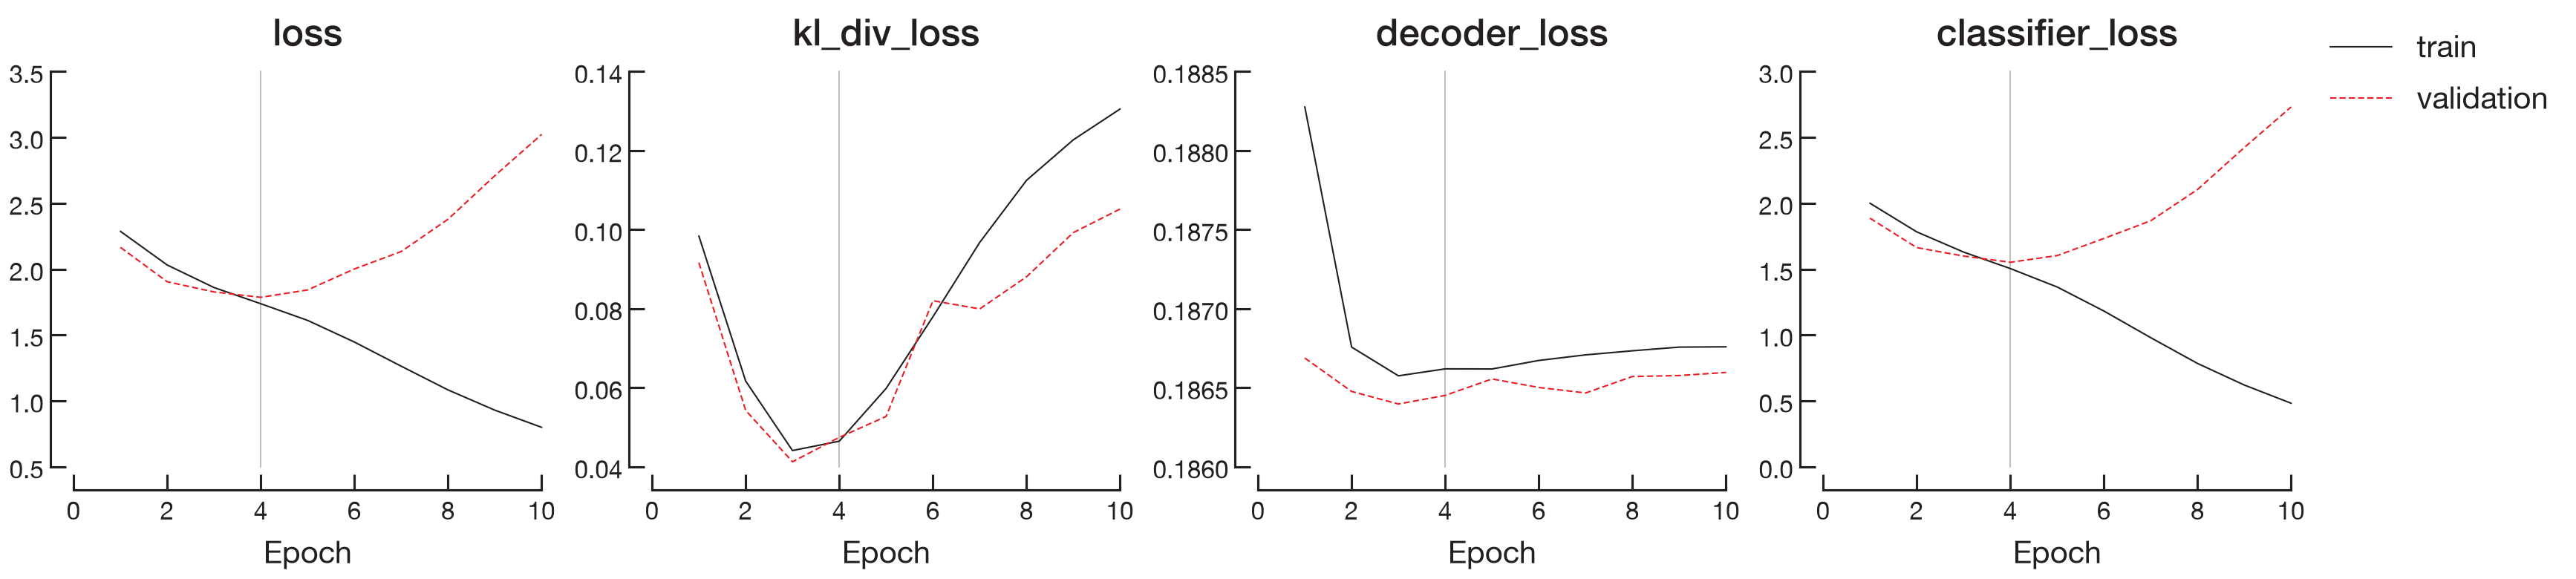 loss
3.5
3.0
2.5
2.0
1.5
1.0
0.5
0 2 4 6 8 10
Epoch
kl_div_loss
0.14
0.12
0.10
0.08
0.06
0.04
0 2 4 6 8 10
Epoch
decoder_loss
0.1885
0.1880
0.1875
0.1870
0.1865
0.1860
0 2 4 6 8 10
Epoch
classifier_loss
3.0
2.5
2.0
1.5
1.0
0.5
0.0
0 2 4 6 8 10
Epoch
train
validation